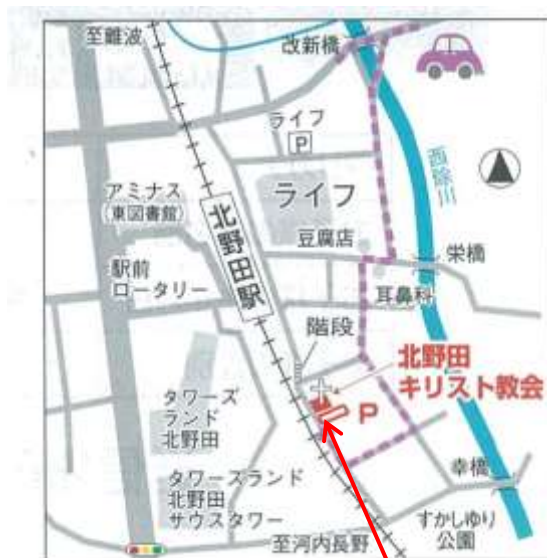 至難波
改新橋
ライフ
P
西除川
アミナス
(東図書館)
ライフ
北野田駅
豆腐店
栄橋
駅前
ロータリー
耳鼻科
階段
北野田
キリスト教会
P
タワーズ
ランド
北野田
幸橋
タワーズランド
北野田
サウスタワー
すかしゆり
公園
至河内長野